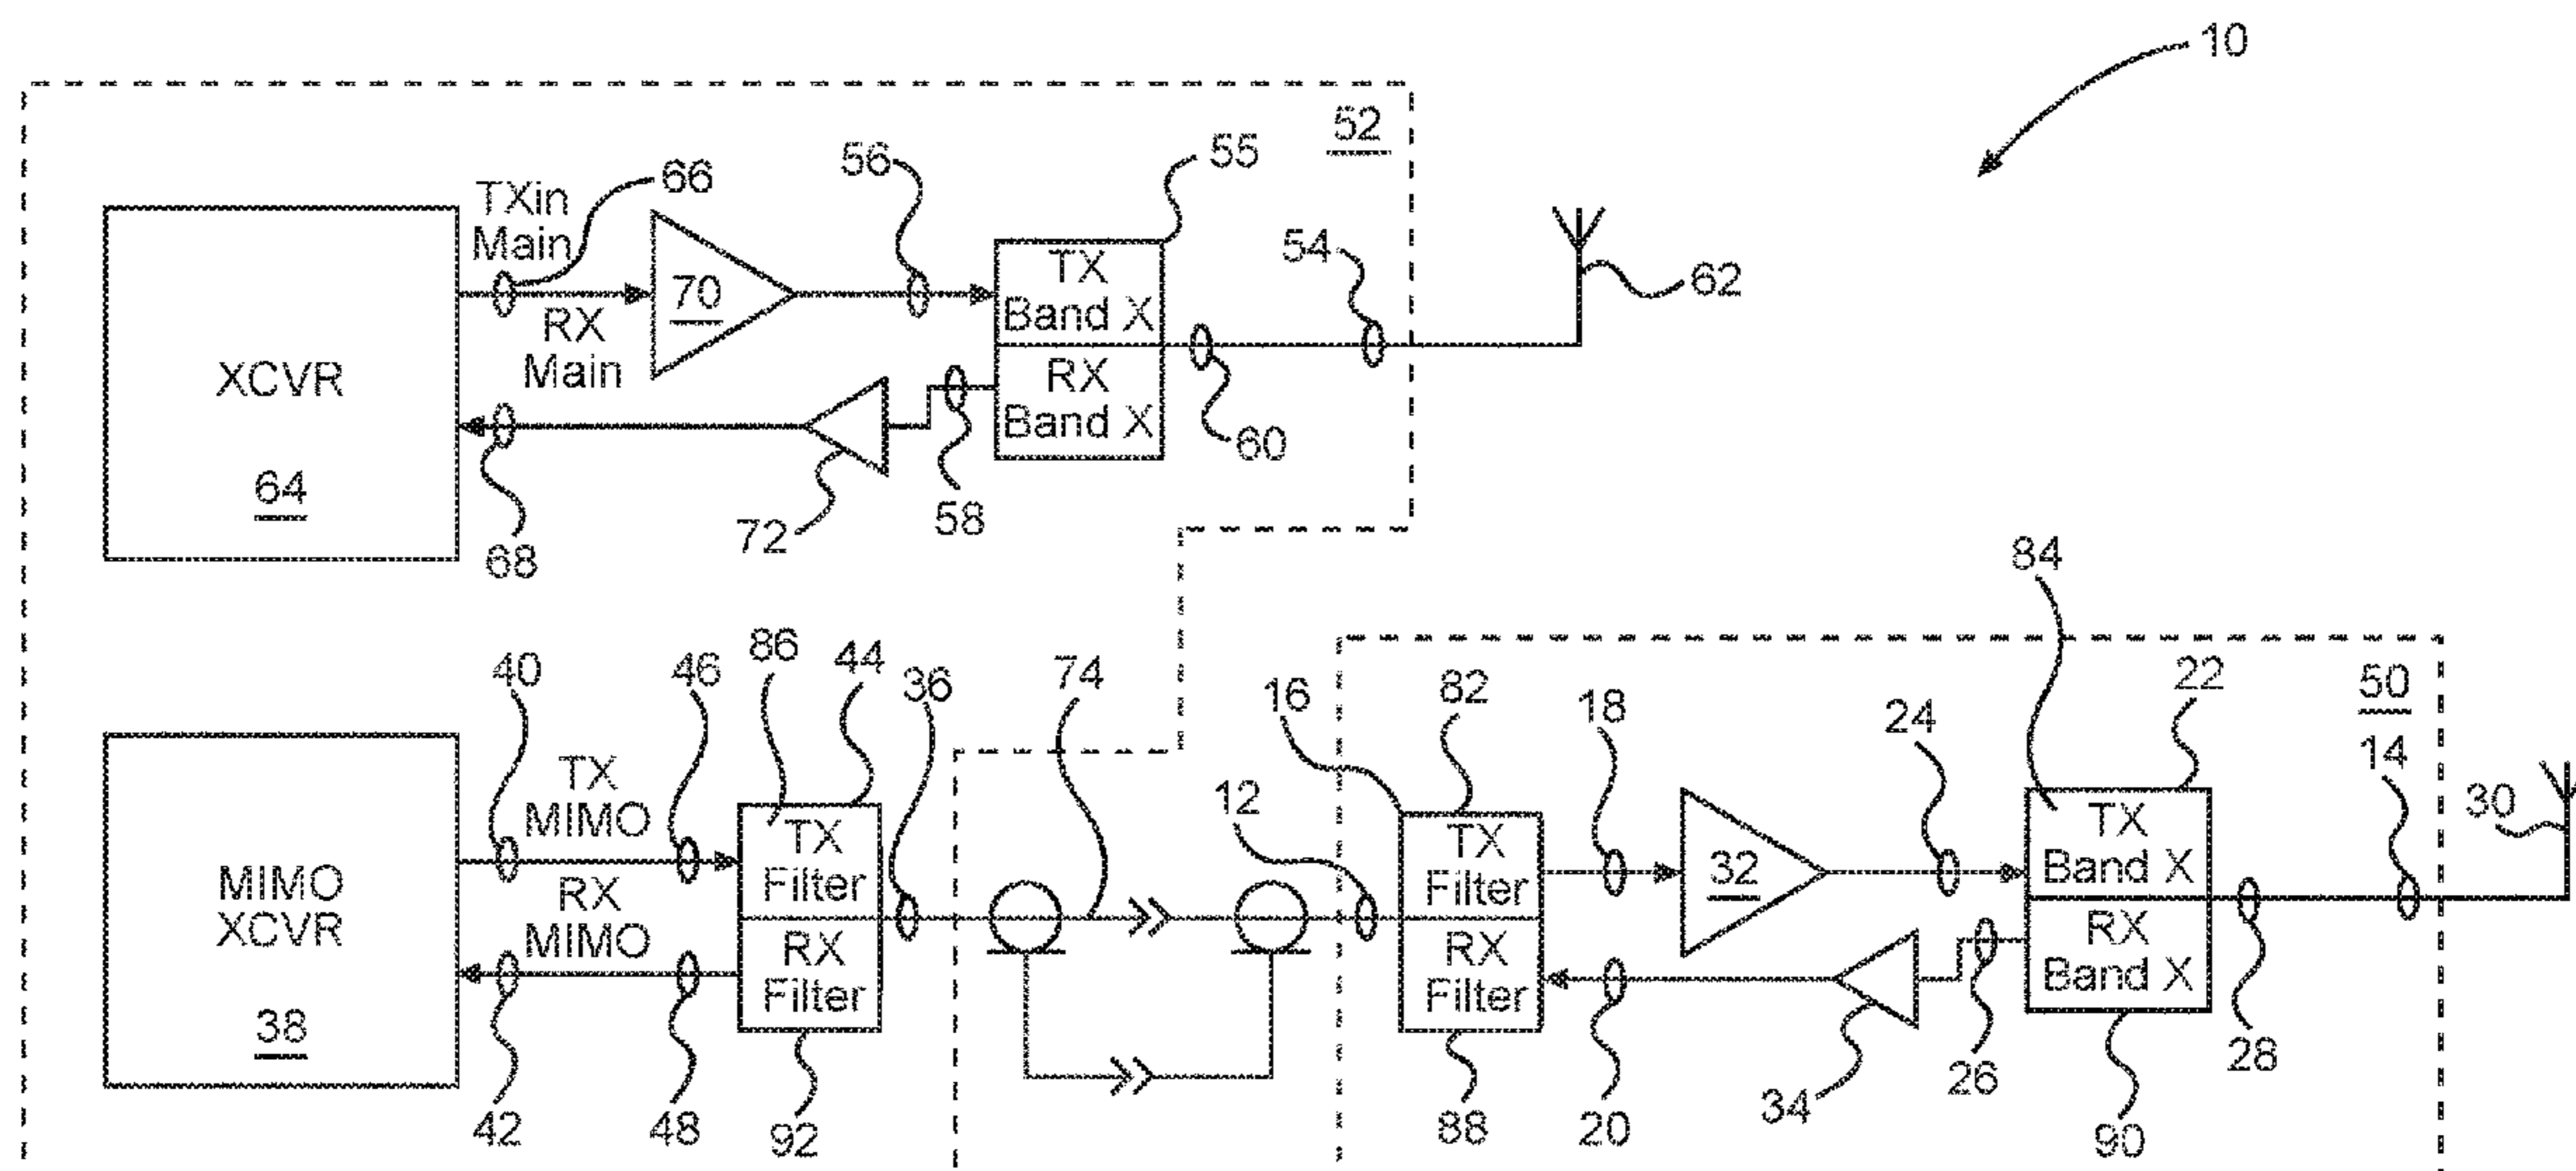 10
52
56
55
66
TXin
Main
70
TX
Band X
54
62
RX
Main
XCVR
64
RX
Band X
60
68
72
58
84
86
44
40
46
36
74
16
82
18
24
22
50
14
30
12
TX
MIMO
TX
Filter
TX
Filter
32
TX
Band X
MIMO
XCVR
38
RX
MIMO
RX
Filter
RX
Filter
RX
Band X
42
48
92
88
20
34
26
90
28